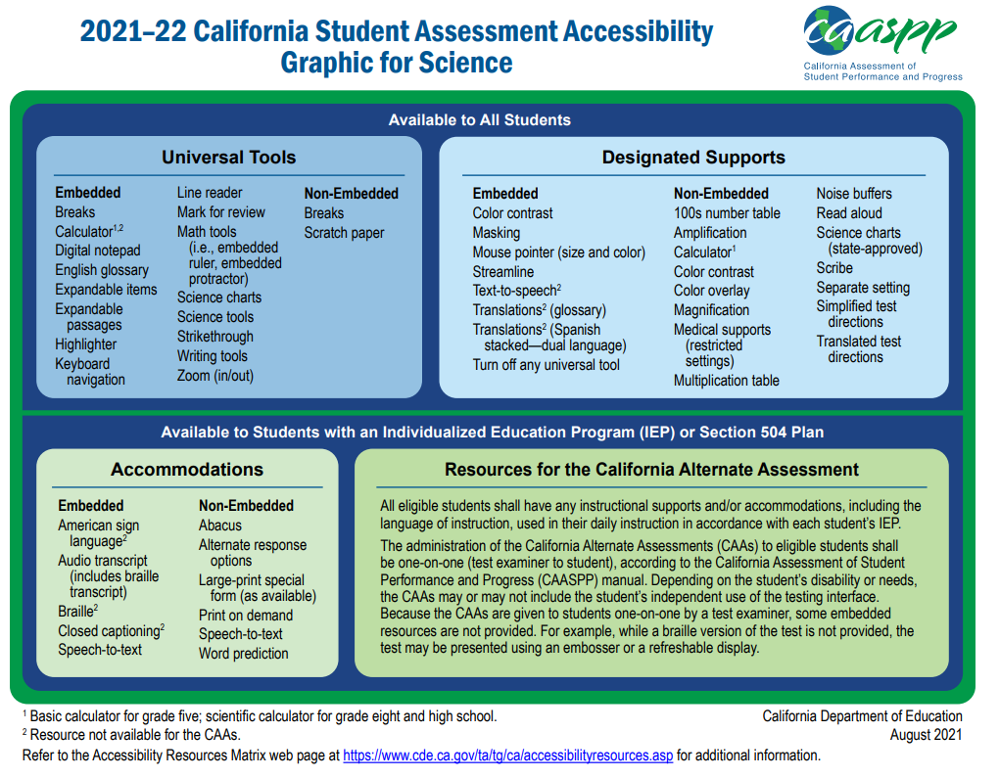 2021–22 California Student Assessment Accessibility
Graphic for Science
caaspp
California Assessment of
Student Performance and Progress
Available to All Students
Universal Tools
Embedded
Breaks
Calculator1,2
Digital notepad
English glossary
Expandable items
Expandable
passages
Highlighter
Keyboard
navigation
Line reader
Mark for review
Math tools
(i.e., embedded
ruler, embedded
protractor)
Science charts
Science tools
Strikethrough
Writing tools
Zoom (in/out)
Non-Embedded
Breaks
Scratch paper
Designated Supports
Embedded
Color contrast
Masking
Mouse pointer (size and color)
Streamline
Text-to-speech2
Translations2 (glossary)
Translations2 (Spanish
stacked—dual language)
Turn off any universal tool
Non-Embedded
100s number table
Amplification
Calculator1
Color contrast
Color overlay
Magnification
Medical supports
(restricted
settings)
Multiplication table
Noise buffers
Read aloud
Science charts
(state-approved)
Scribe
Separate setting
Simplified test
directions
Translated test
directions
Available to Students with an Individualized Education Program (IEP) or Section 504 Plan
Accommodations
Embedded
American sign
language2
Audio transcript
(includes braille
transcript)
Braille2
Closed captioning2
Speech-to-text
Non-Embedded
Abacus
Alternate response
options
Large-print special
form (as available)
Print on demand
Speech-to-text
Word prediction
Resources for the California Alternate Assessment
All eligible students shall have any instructional supports and/or accommodations, including the
language of instruction, used in their daily instruction in accordance with each student's IEP.
The administration of the California Alternate Assessments (CAAs) to eligible students shall
be one-on-one (test examiner to student), according to the California Assessment of Student
Performance and Progress (CAASPP) manual. Depending on the student's disability or needs,
the CAAs may or may not include the student's independent use of the testing interface.
Because the CAAs are given to students one-on-one by a test examiner, some embedded
resources are not provided. For example, while a braille version of the test is not provided, the
test may be presented using an embosser or a refreshable display.
1 Basic calculator for grade five; scientific calculator for grade eight and high school.
2 Resource not available for the CAAs.
Refer to the Accessibility Resources Matrix web page at https://www.cde.ca.gov/ta/tg/ca/accessibilityresources.asp for additional information.
California Department of Education
August 2021